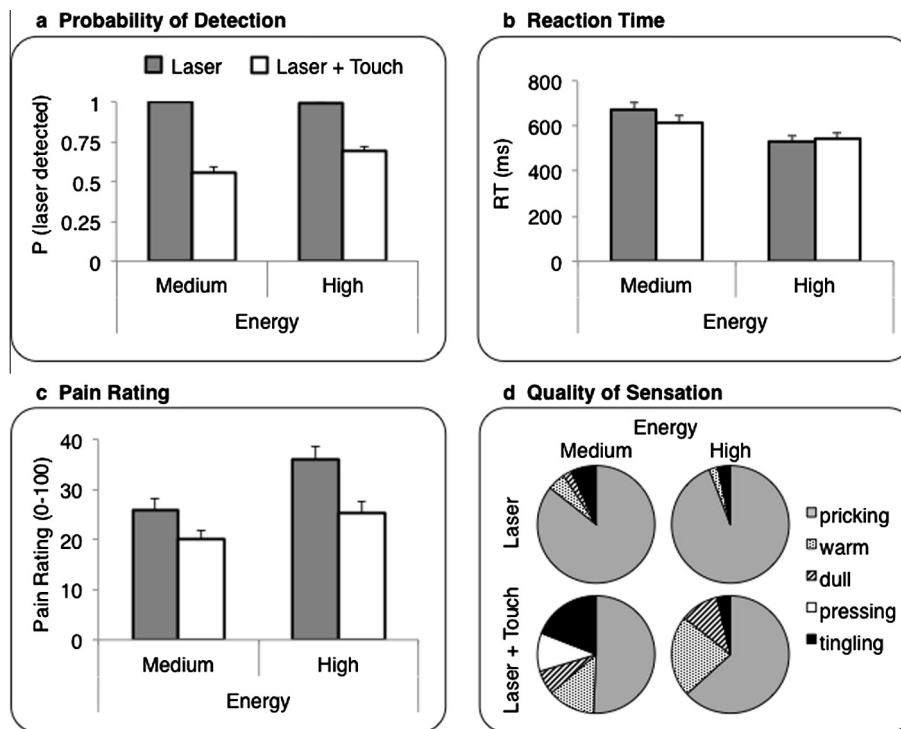 a Probability of Detection
Laser
Laser + Touch
P (laser detected)
1
0.75
0.5
0.25
0
Medium
High
Energy
b Reaction Time
RT (ms)
800
600
400
200
0
Medium
High
Energy
c Pain Rating
Pain Rating (0-100)
40
30
20
10
0
Medium
High
d Quality of Sensation
Energy
Medium
High
Laser
Laser + Touch
pricking
warm
dull
pressing
tingling